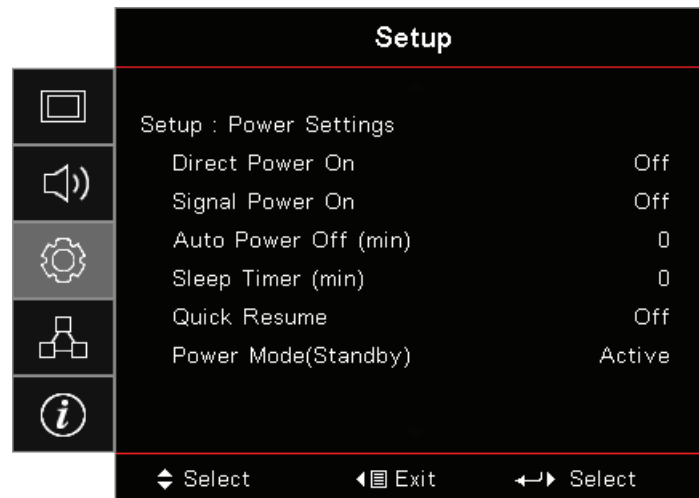 Setup
Setup : Power Settings
Direct Power On Off
Signal Power On Off
Auto Power Off (min) 0
Sleep Timer (min) 0
Quick Resume Off
Power Mode(Standby) Active
Select Exit Select